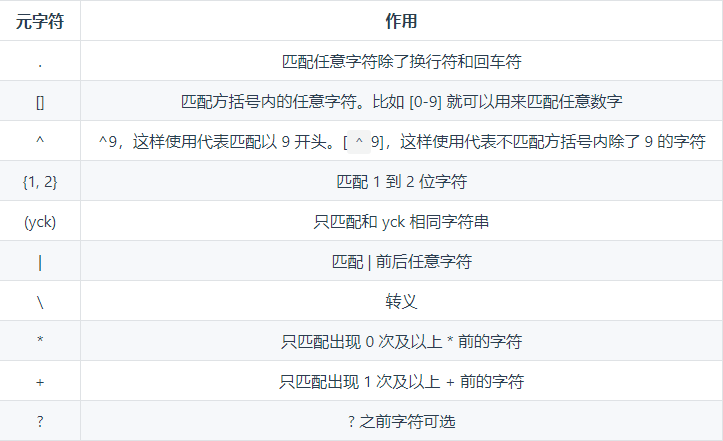 元字符 作用
. 匹配任意字符除了换行符和回车符
[] 匹配方括号内的任意字符。比如 [0-9] 就可以用来匹配任意数字
^ ^9，这样使用代表匹配以 9 开头。[ ^ 9]，这样使用代表不匹配方括号内除了 9 的字符
{1, 2} 匹配 1 到 2 位字符
(yck) 只匹配和 yck 相同字符串
| 匹配 | 前后任意字符
\ 转义
* 只匹配出现 0 次及以上 * 前的字符
+ 只匹配出现 1 次及以上 + 前的字符
? ? 之前字符可选